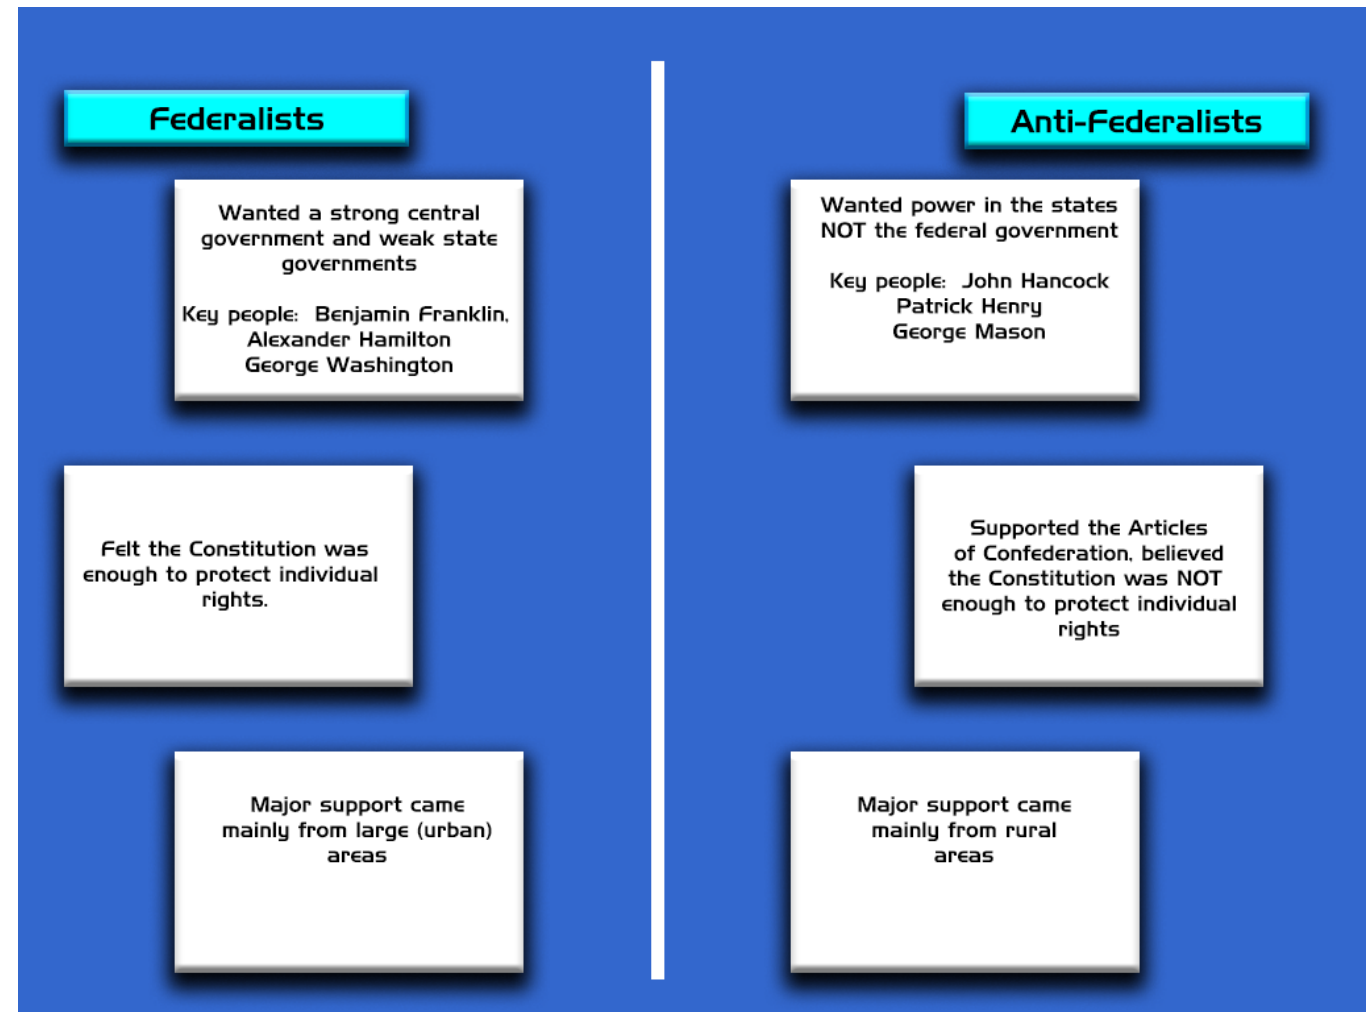 Federalists
Wanted a strong central
government and weak state
governments
Key people: Benjamin Franklin,
Alexander Hamilton
George Washington
Felt the Constitution was
enough to protect individual
rights.
Major support came
mainly from large (urban)
areas
Anti-Federalists
Wanted power in the states
NOT the federal government
Key people: John Hancock
Patrick Henry
George Mason
Supported the Articles
of Confederation, believed
the Constitution was NOT
enough to protect individual
rights
Major support came
mainly from rural
areas